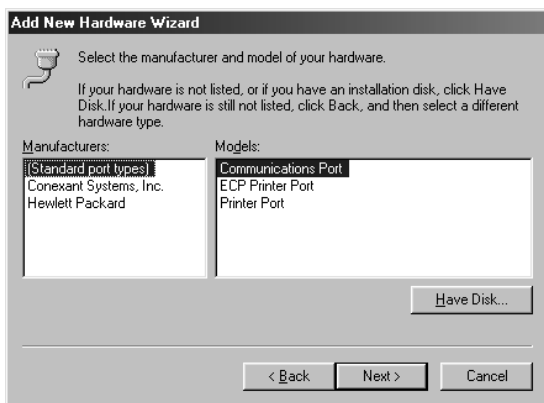 Add New Hardware Wizard
Select the manufacturer and model of your hardware.
If your hardware is not listed, or if you have an installation disk, click Have
Disk.If your hardware is still not listed, click Back, and then select a different
hardware type.
Manufacturers:
Models:
(Standard port types)
Conexant Systems, Inc.
Hewlett Packard
Communications Port
ECP Printer Port
Printer Port
Have Disk...
< Back
Next >
Cancel